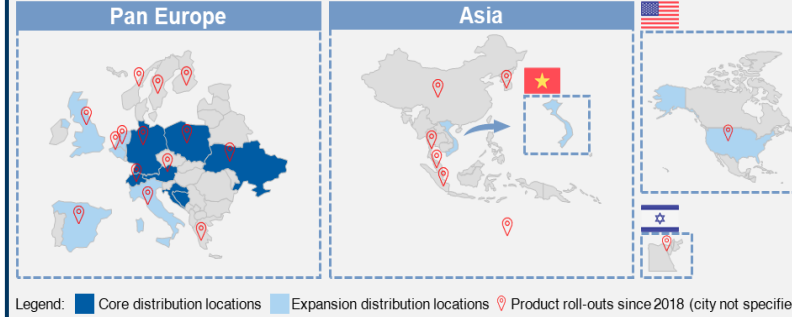 Pan Europe
Asia
Legend: Core distribution locations Expansion distribution locations Product roll-outs since 2018 (city not specifie